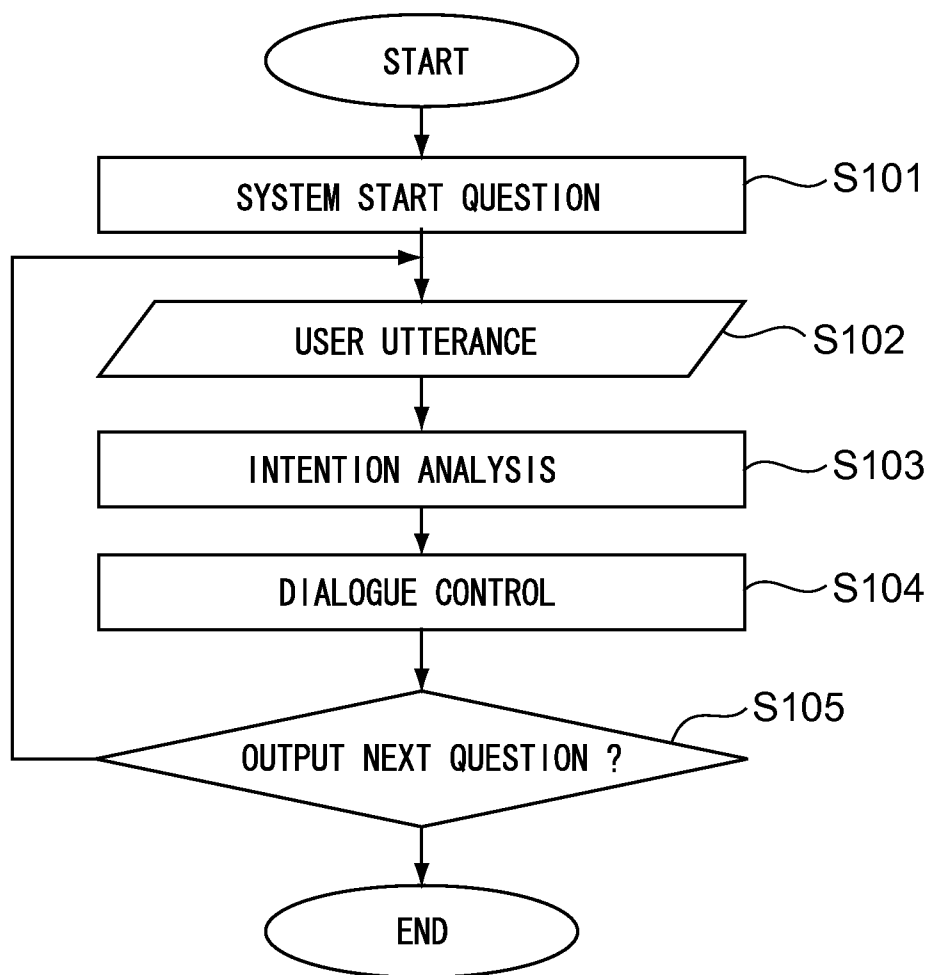 START
SYSTEM START QUESTION
S101
USER UTTERANCE
S102
INTENTION ANALYSIS
S103
DIALOGUE CONTROL
S104
OUTPUT NEXT QUESTION ?
S105
END